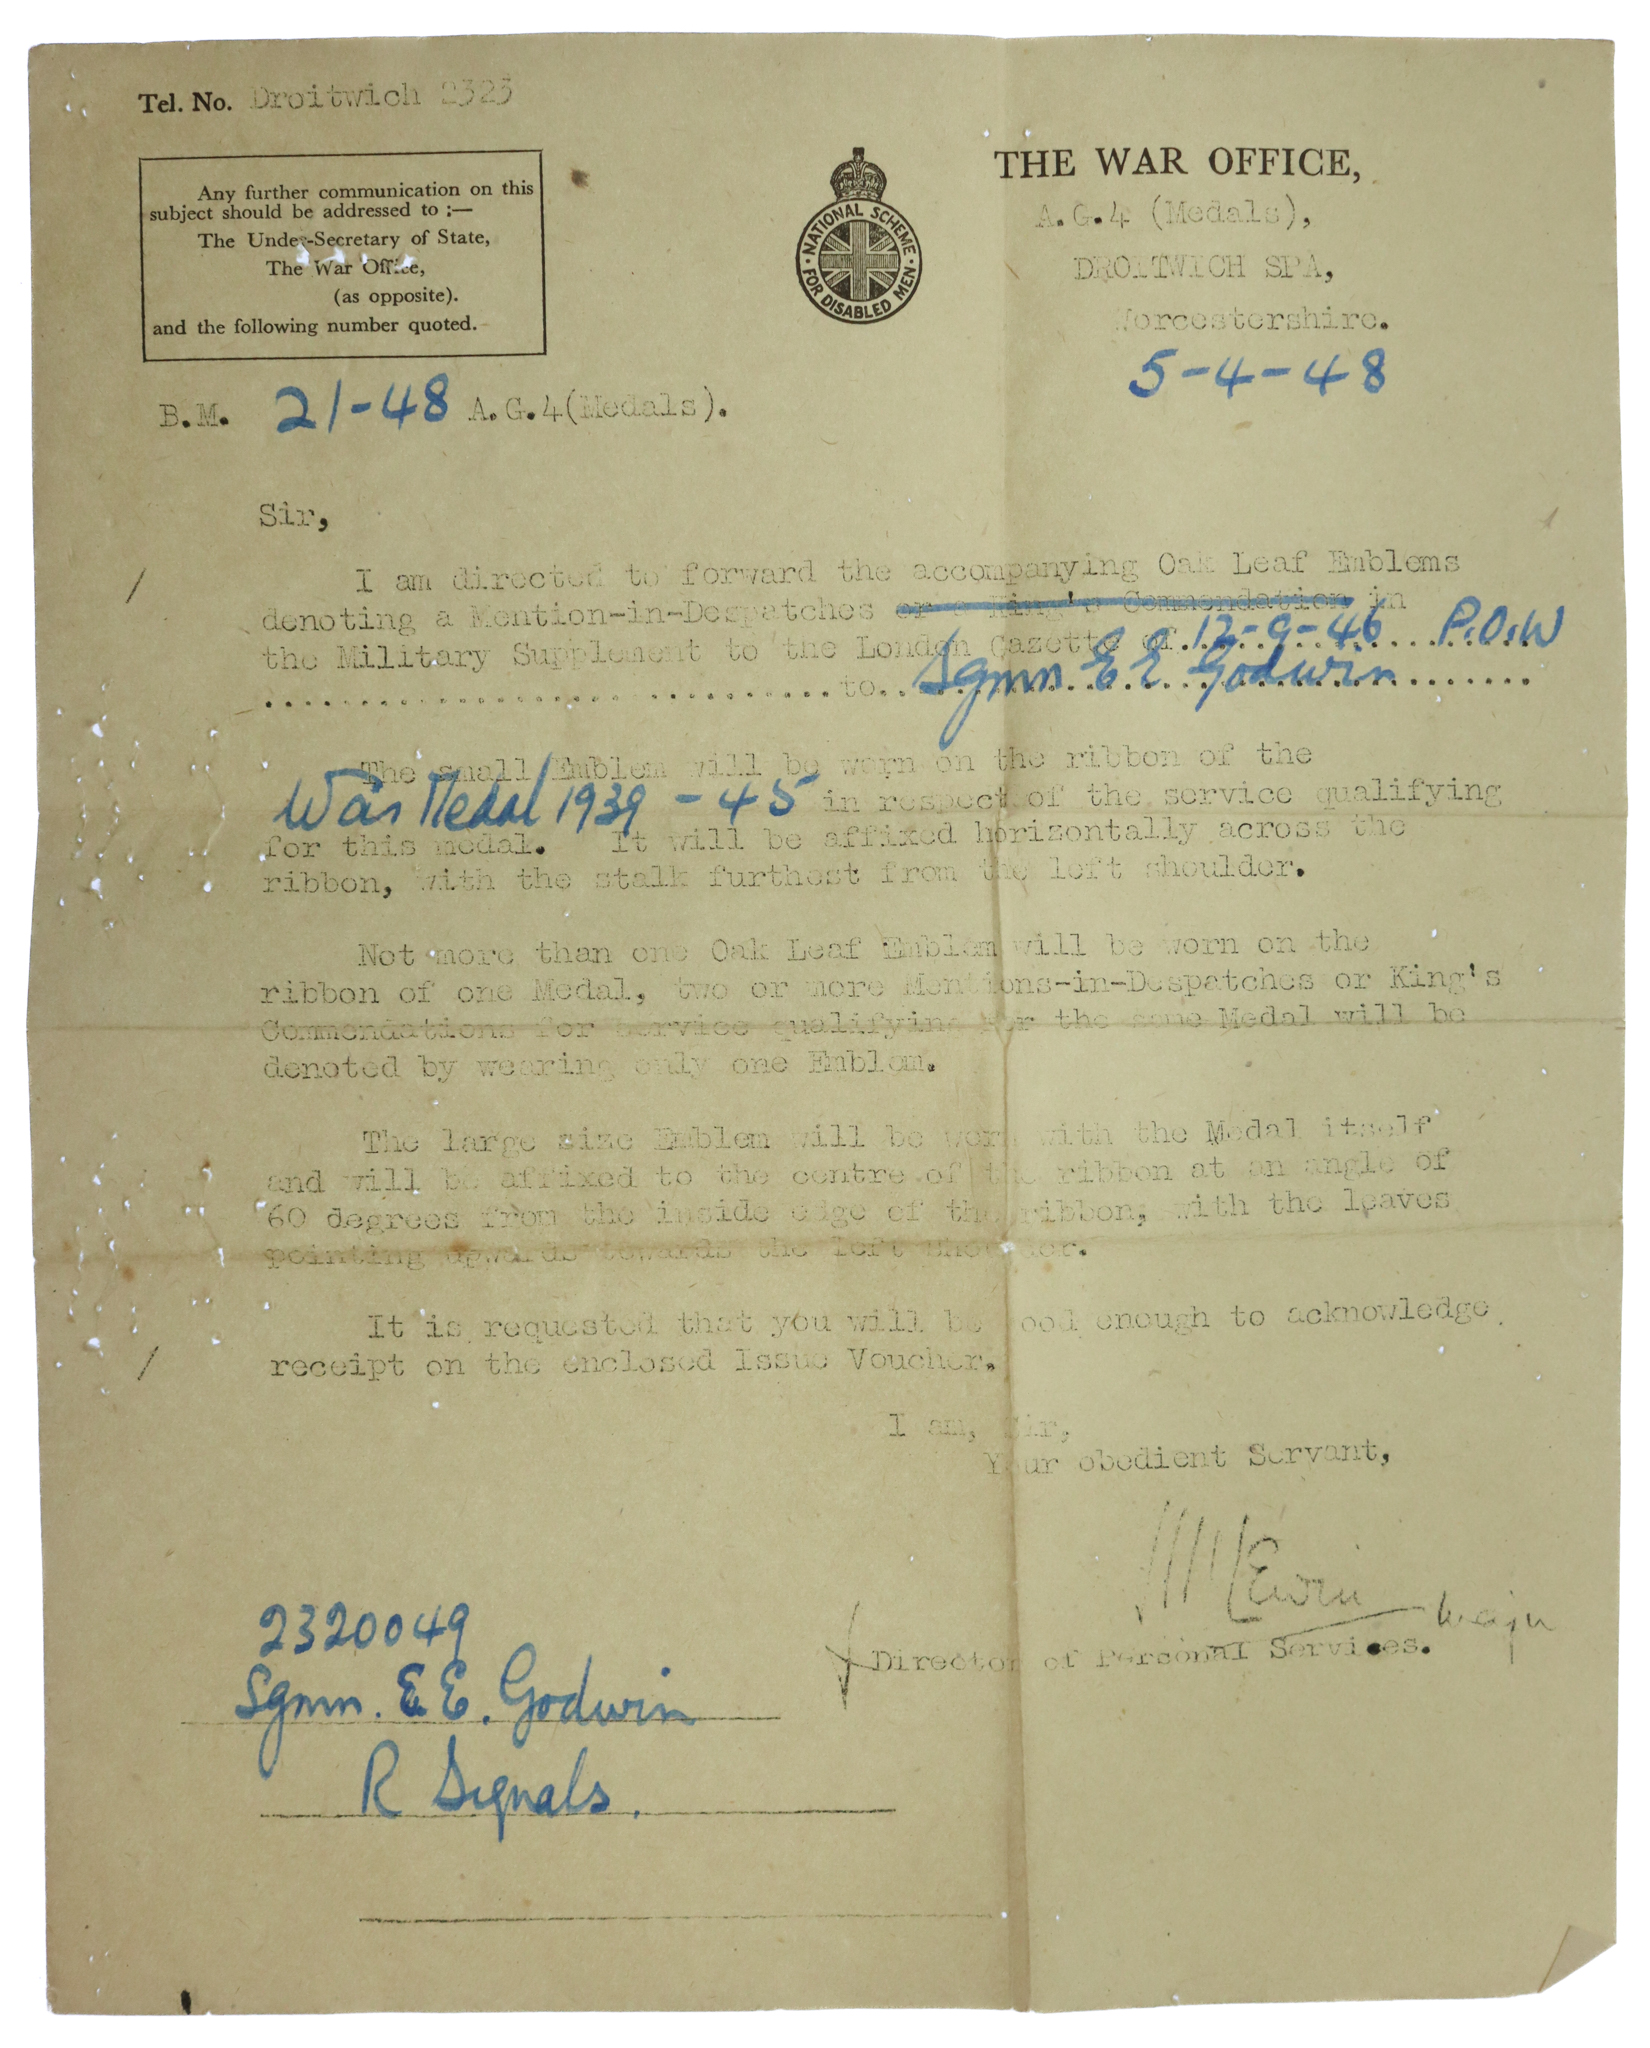 Tel. No. Droitwich 2323
Any further communication on this
subject should be addressed to :—
The Under-Secretary of State,
The War Office,
(as opposite).
and the following number quoted.
NATIONAL SCHEME
FOR DISABLED MEN
THE WAR OFFICE,
A.G.4 (Medals),
DROITWICH SPA,
Worcestershire.
5-4-48
B.M. 21-48 A.G.4(Medals).
Sir,
I am directed to forward the accompanying Oak Leaf Emblems
denoting a Mention-in-Despatches or a King's Commendation in
the Military Supplement to the London Gazette of 12-9-46 P.O.W
to Sgmn E E Godwin
The small Emblem will be worn on the ribbon of the
War Medal 1939-45 in respect of the service qualifying
for this medal. It will be affixed horizontally across the
ribbon, with the stalk furthest from the left shoulder.
Not more than one Oak Leaf Emblem will be worn on the
ribbon of one Medal, two or more Mentions-in-Despatches or King's
Commendations for service qualifying for the same Medal will be
denoted by wearing only one Emblem.
The large size Emblem will be worn with the Medal itself
and will be affixed to the centre of the ribbon at an angle of
60 degrees from the inside edge of the ribbon, with the leaves
pointing upwards towards the left shoulder.
It is requested that you will be good enough to acknowledge
receipt on the enclosed Issue Voucher.
I am, Sir,
Your obedient Servant,
Director of Personal Services.
2320049
Sgmn. E E. Godwin
R Signals.